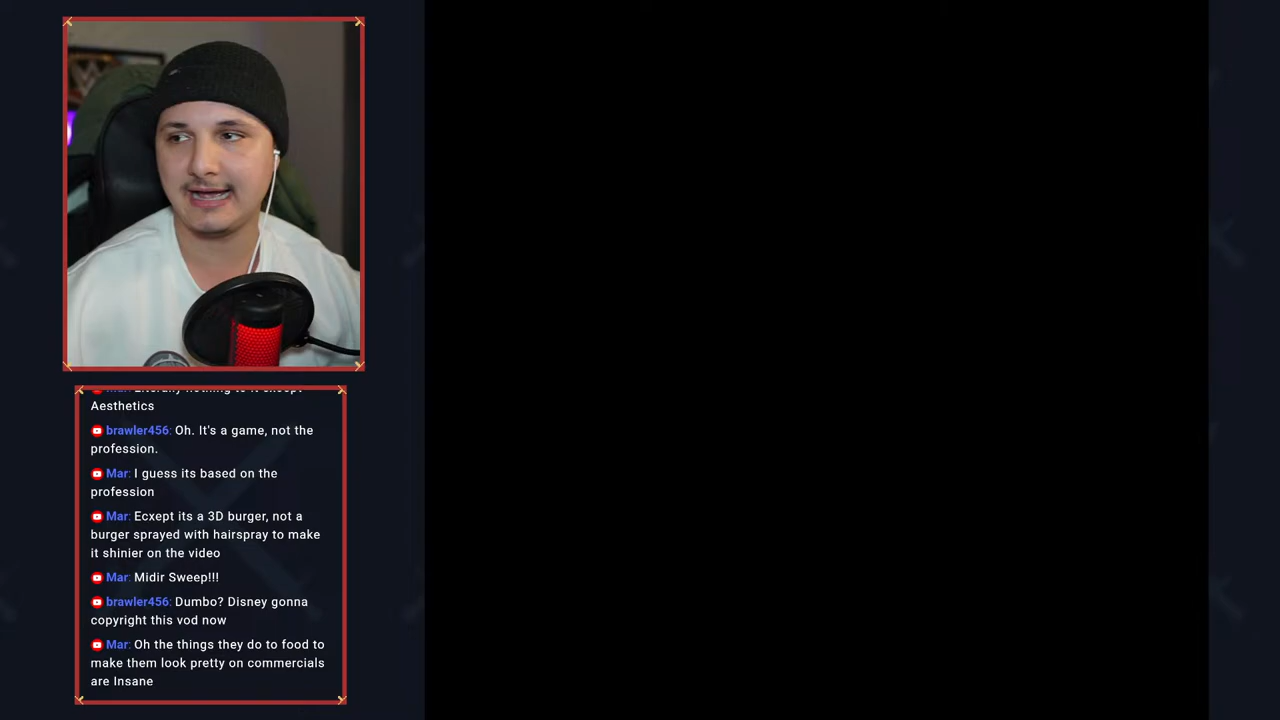 Aesthetics
brawler456: Oh. It's a game, not the
profession.
Mar: I guess its based on the
profession
Mar: Ecxept its a 3D burger, not a
burger sprayed with hairspray to make
it shinier on the video
Mar: Midir Sweep!!!
brawler456: Dumbo? Disney gonna
copyright this vod now
Mar: Oh the things they do to food to
make them look pretty on commercials
are Insane